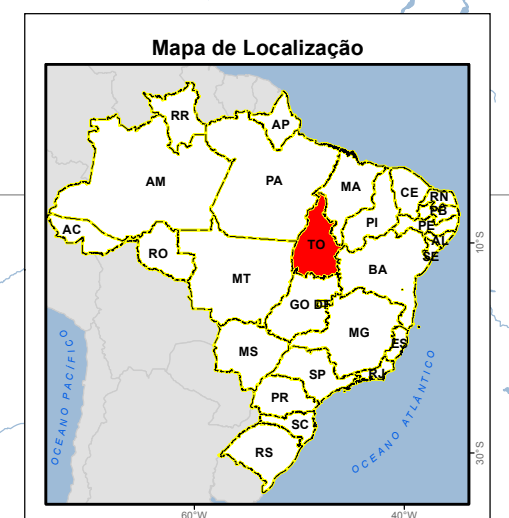 Mapa de Localização
RR
AP
AM
PA
MA
CE
RN
PB
PI
PE
AC
AL
TO
10°S
RO
SE
BA
MT
GO DF
MG
ES
MS
SP
RJ
PR
SC
RS
OCEANO PACÍFICO
OCEANO ATLÂNTICO
30°S
60°W
40°W